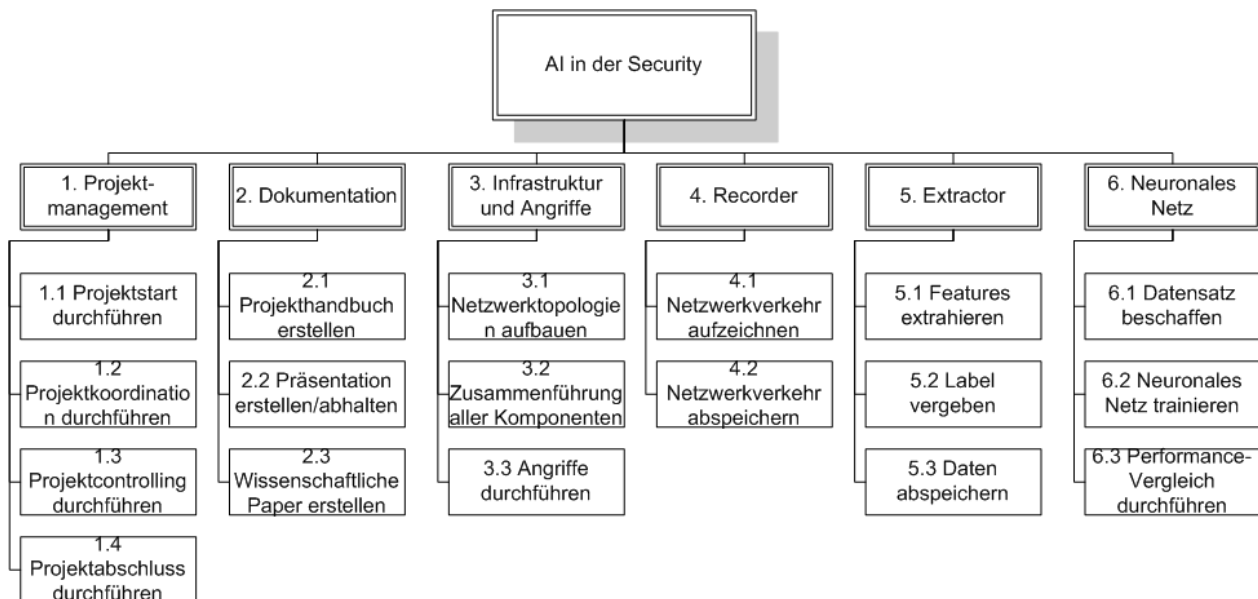 AI in der Security
1. Projekt-
management
2. Dokumentation
3. Infrastruktur
und Angriffe
4. Recorder
5. Extractor
6. Neuronales
Netz
1.1 Projektstart
durchführen
1.2
Projektkoordinatio
n durchführen
1.3
Projektcontrolling
durchführen
1.4
Projektabschluss
durchführen
2.1
Projekthandbuch
erstellen
2.2 Präsentation
erstellen/abhalten
2.3
Wissenschaftliche
Paper erstellen
3.1
Netzwerktopologie
n aufbauen
3.2
Zusammenführung
aller Komponenten
3.3 Angriffe
durchführen
4.1
Netzwerkverkehr
aufzeichnen
4.2
Netzwerkverkehr
abspeichern
5.1 Features
extrahieren
5.2 Label
vergeben
5.3 Daten
abspeichern
6.1 Datensatz
beschaffen
6.2 Neuronales
Netz trainieren
6.3 Performance-
Vergleich
durchführen